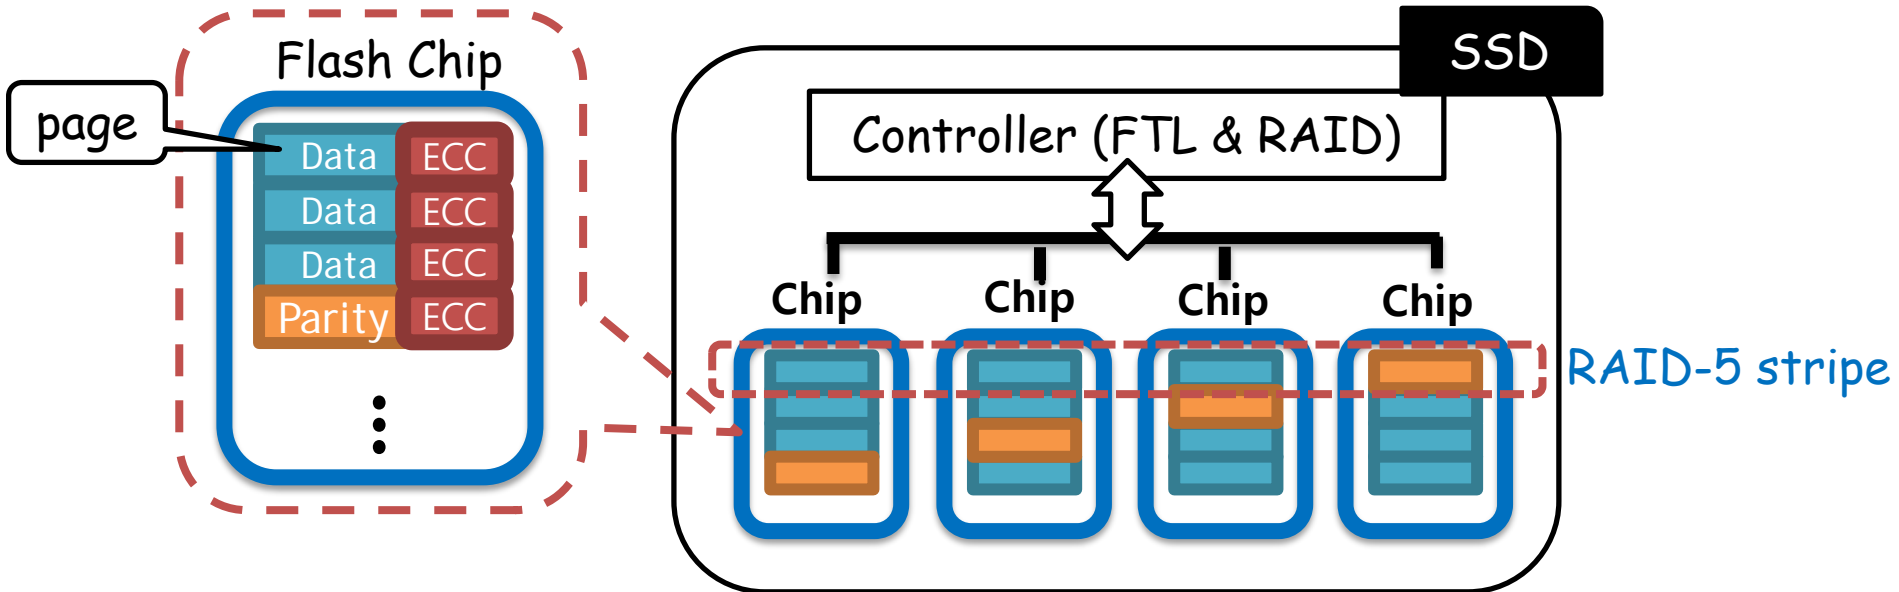 Flash Chip
page
Data ECC
Data ECC
Data ECC
Parity ECC
SSD
Controller (FTL & RAID)
Chip Chip Chip Chip
RAID-5 stripe